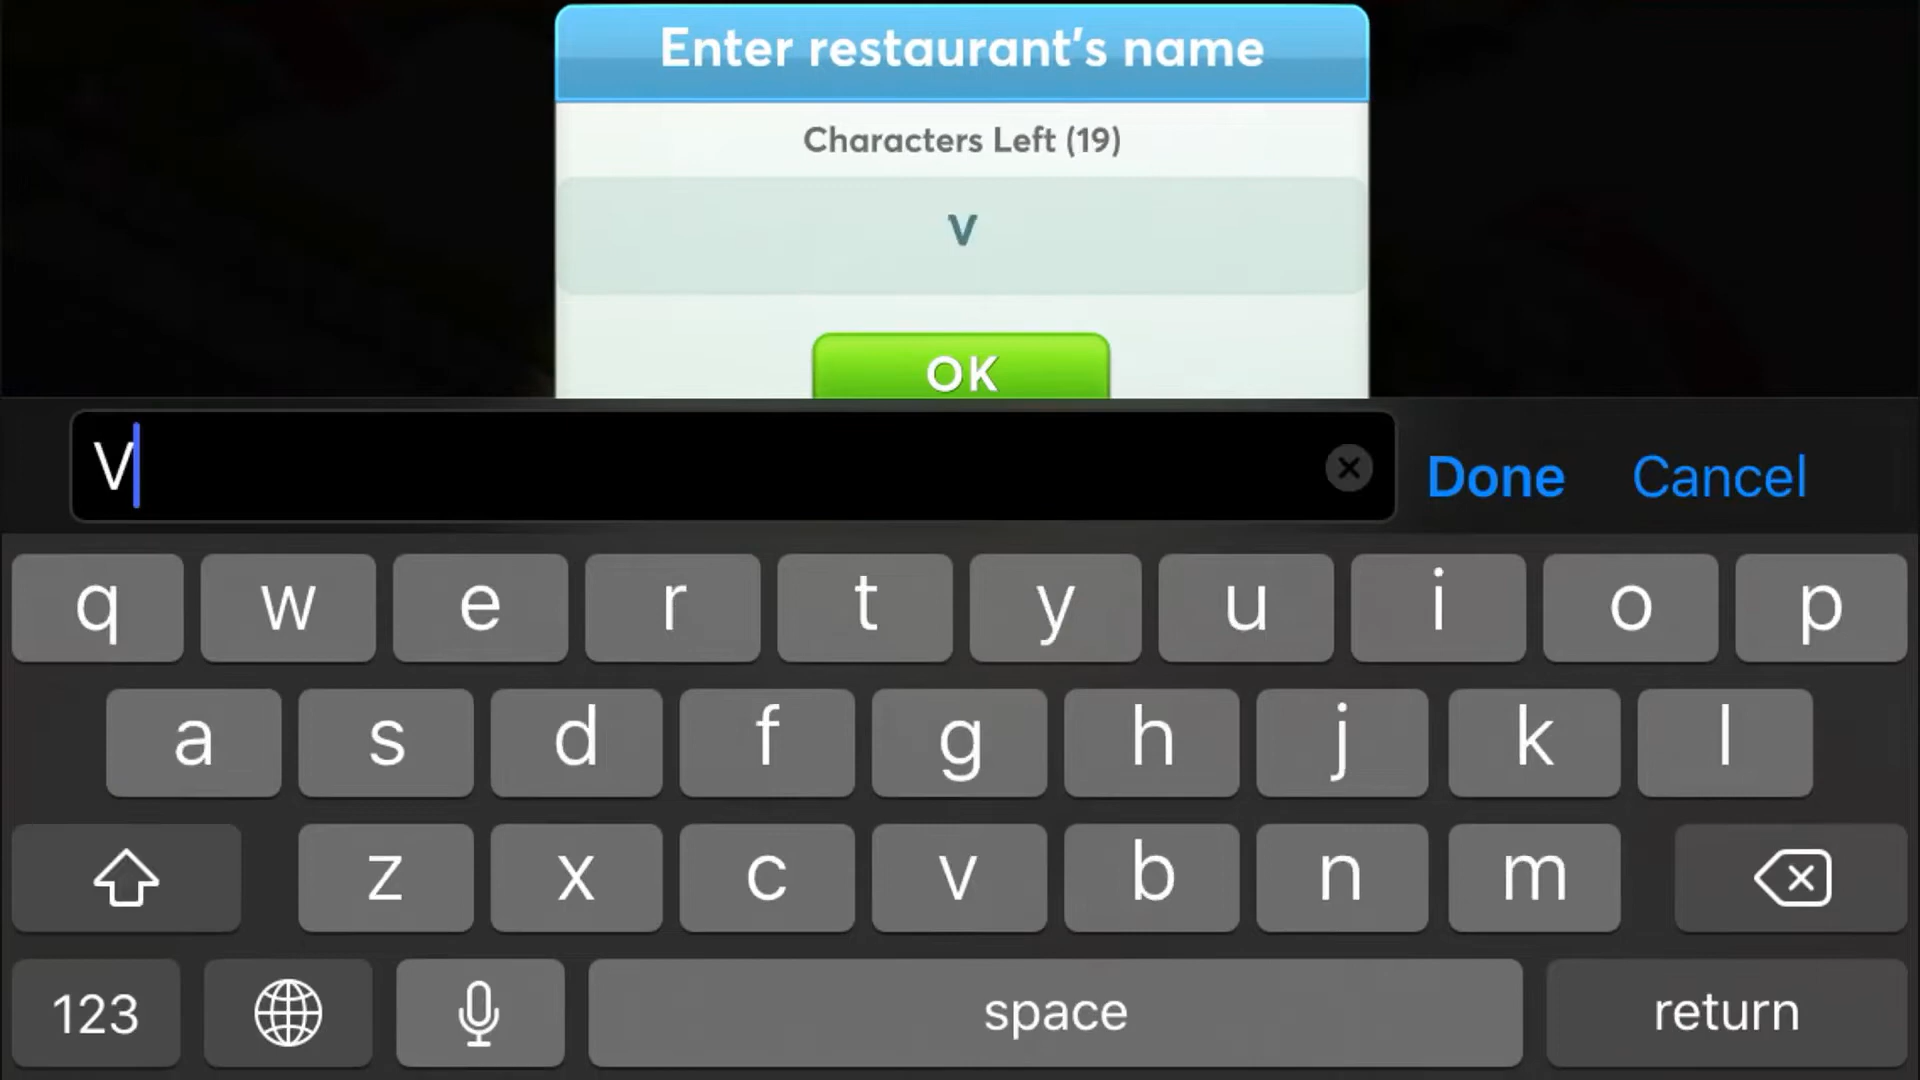 Enter restaurant's name
Characters Left (19)
V
OK
V
Done Cancel
q w e r t y u i o p
a s d f g h j k l
z x c v b n m
123 space return